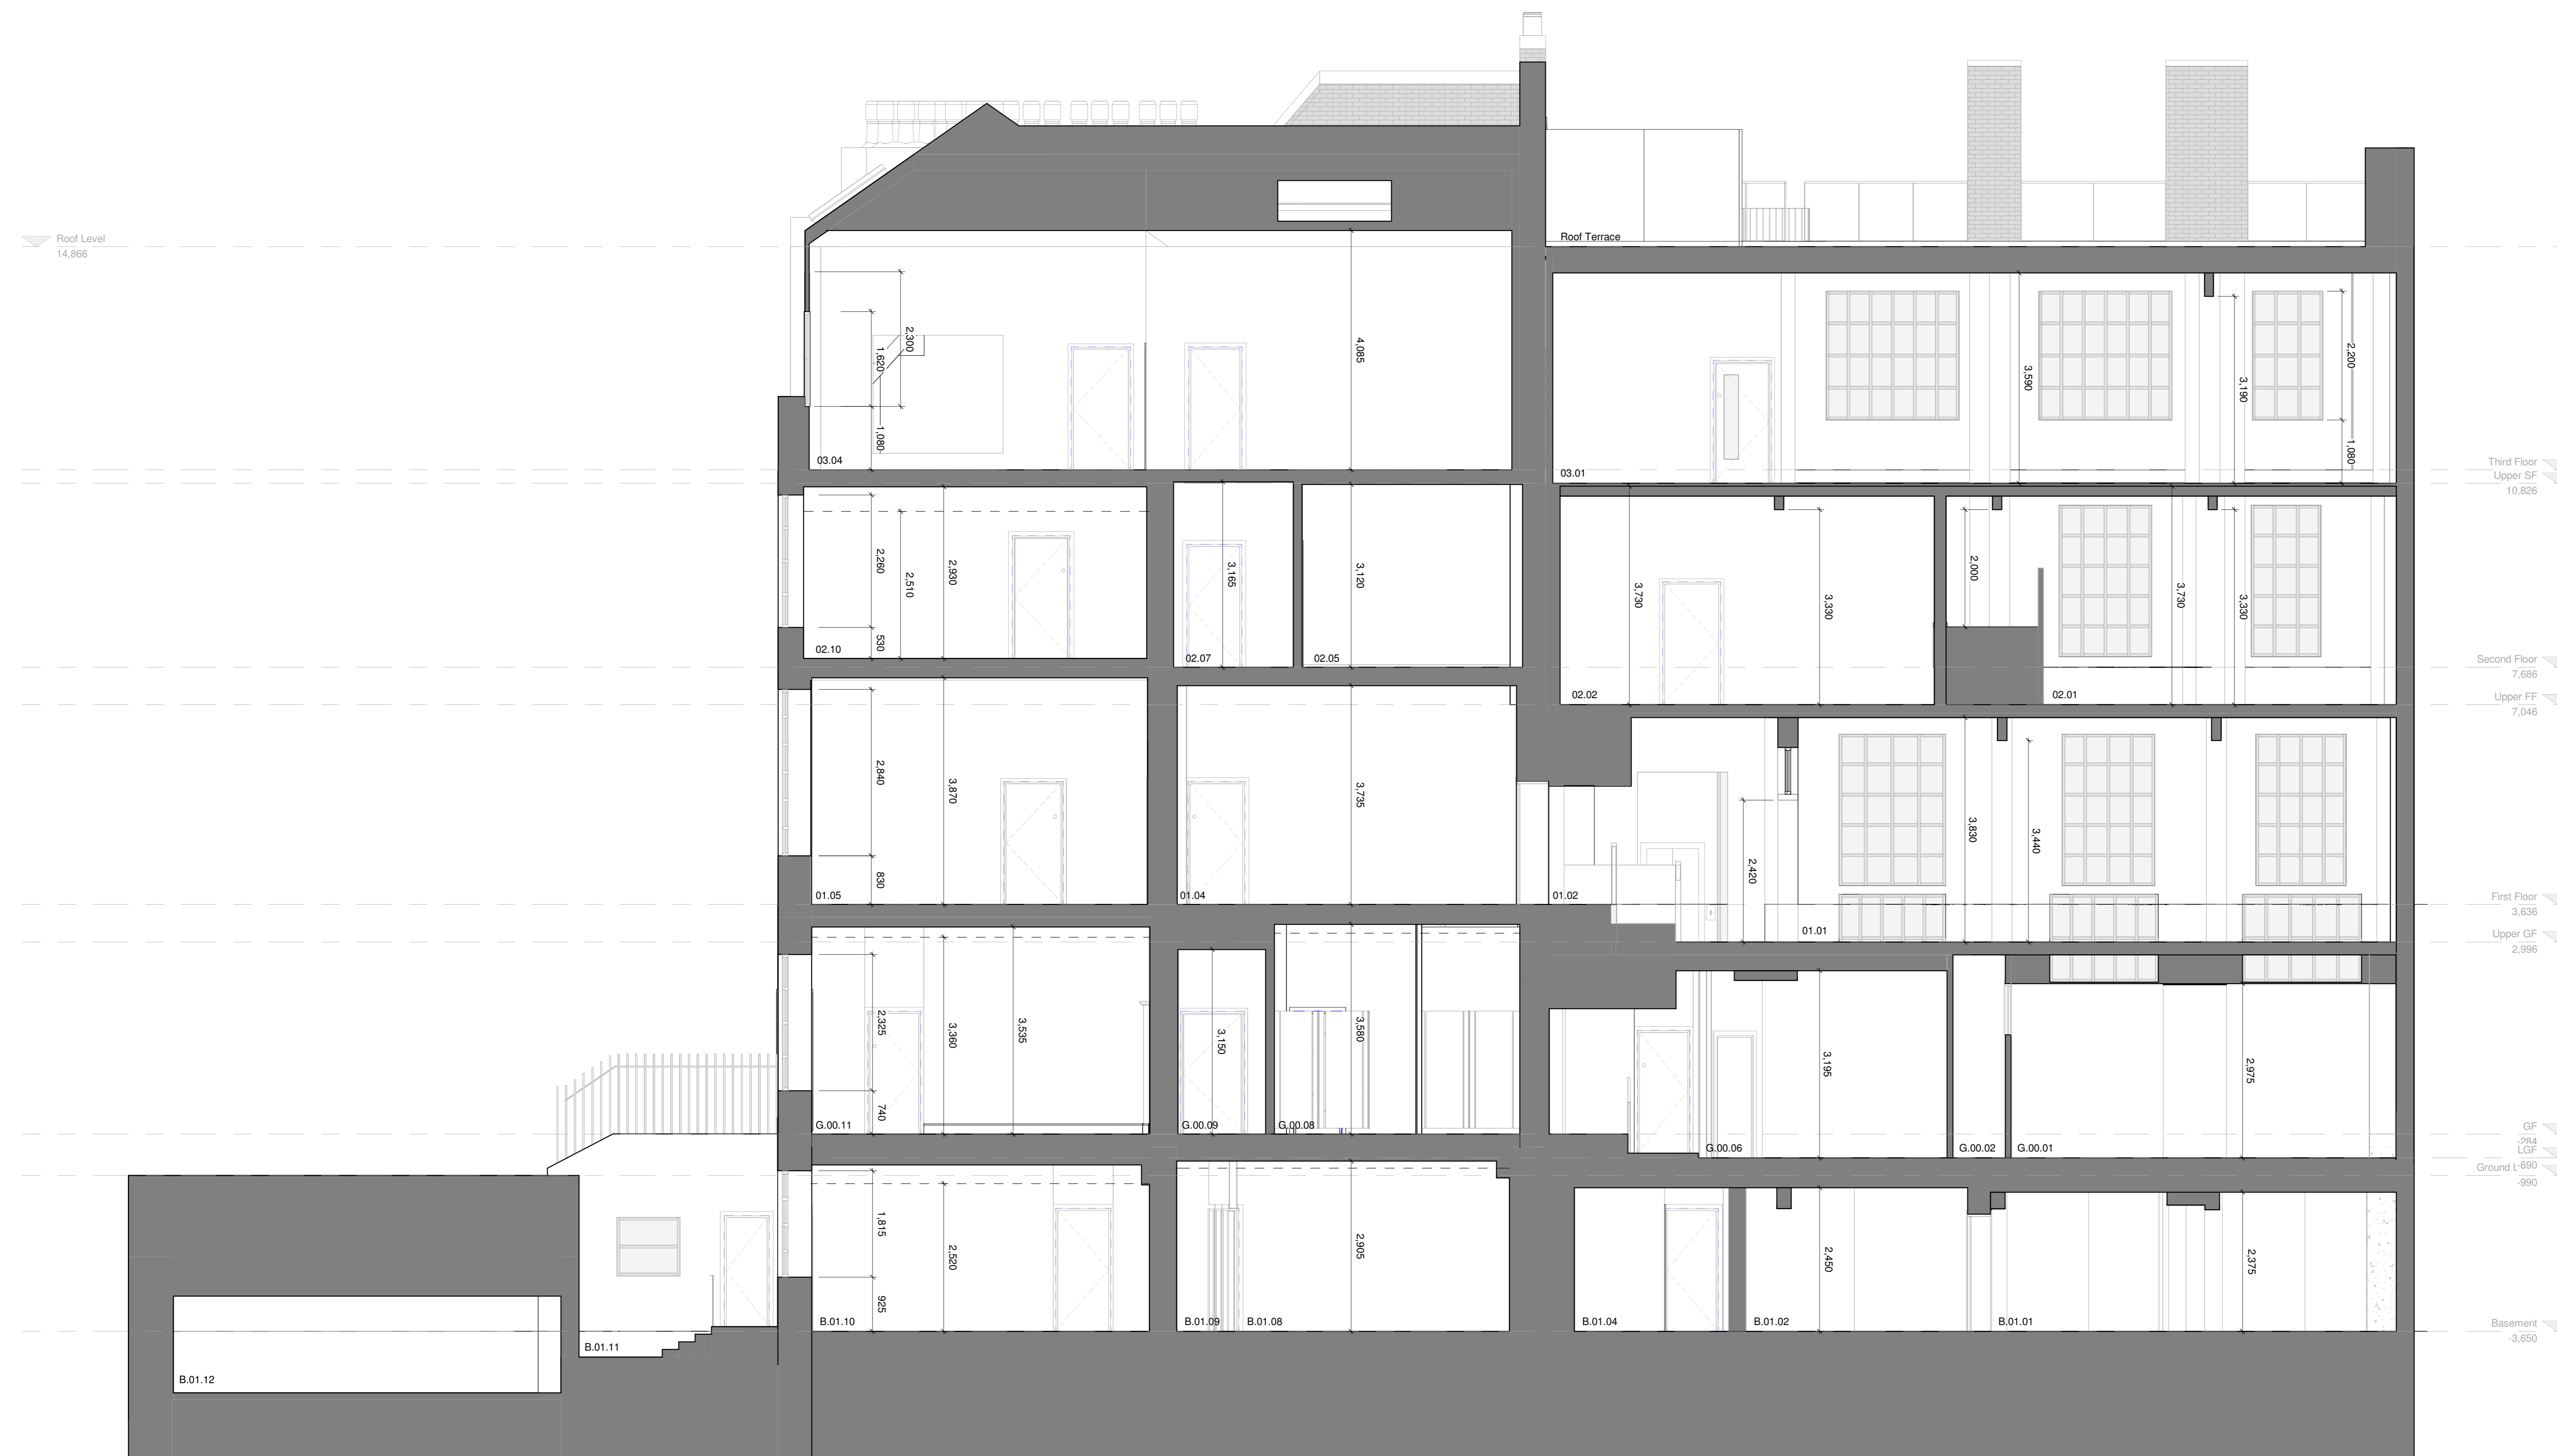 Roof Terrace
Roof Level
14,866
2,300
1,620
1,080
4,085
3,590
3,190
2,200
1,080
03.04
03.01
Third Floor
Upper SF
10,826
2,260
2,510
2,930
530
3,165
3,120
3,730
3,330
2,000
3,730
3,330
02.10
02.07
02.05
02.02
02.01
Second Floor
7,686
Upper FF
7,046
2,840
3,870
830
3,735
2,420
3,830
3,440
01.05
01.04
01.02
01.01
First Floor
3,636
Upper GF
2,996
2,325
3,360
3,535
740
3,150
3,580
3,195
2,975
G.00.11
G.00.09
G.00.08
G.00.06
G.00.02
G.00.01
GF
-284
LGF
-690
Ground L
-990
1,815
2,520
925
2,905
2,450
2,375
B.01.10
B.01.09
B.01.08
B.01.04
B.01.02
B.01.01
Basement
-3,650
B.01.11
B.01.12